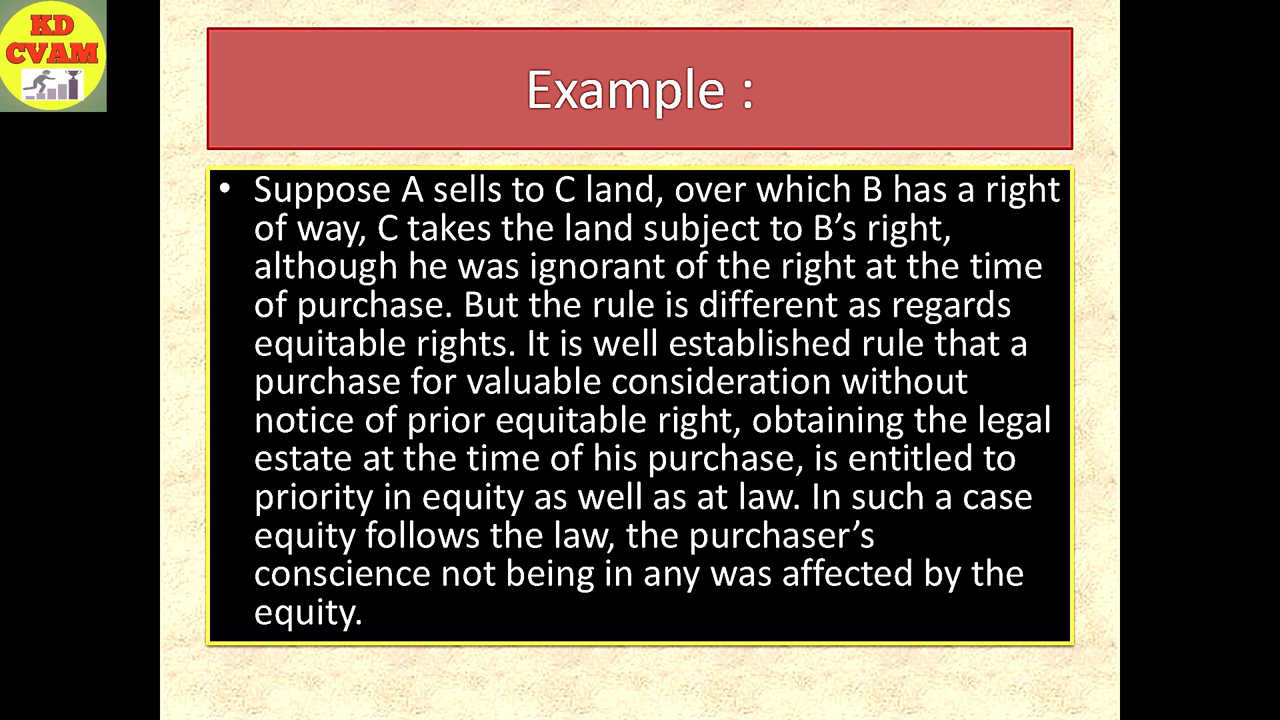 KD
CVAM
Example :
• Suppose A sells to C land, over which B has a right
of way, C takes the land subject to B’s right,
although he was ignorant of the right at the time
of purchase. But the rule is different as regards
equitable rights. It is well established rule that a
purchase for valuable consideration without
notice of prior equitable right, obtaining the legal
estate at the time of his purchase, is entitled to
priority in equity as well as at law. In such a case
equity follows the law, the purchaser’s
conscience not being in any was affected by the
equity.